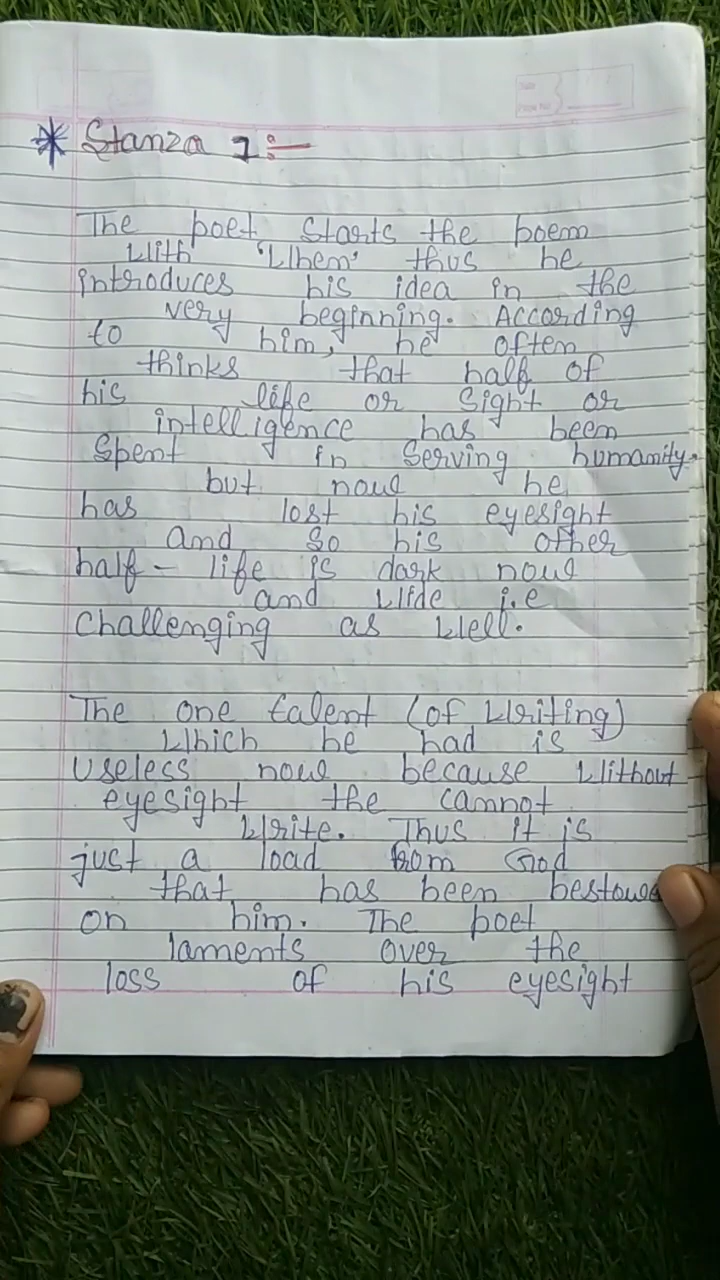 * Stanza 1 :-
The poet starts the poem
with 'When' thus he
introduces his idea in the
very beginning. According
to him, he often
thinks that half of
his life or sight or
intelligence has been
spent in serving humanity.
but now he
has lost his eyesight
and so his other
half- life is dark now
and wide i.e
challenging as well.
The one talent (of writing)
which he had is
useless now because without
eyesight the cannot
write. Thus it is
just a load from God
that has been bestowed
on him. The poet
laments over the
loss of his eyesight